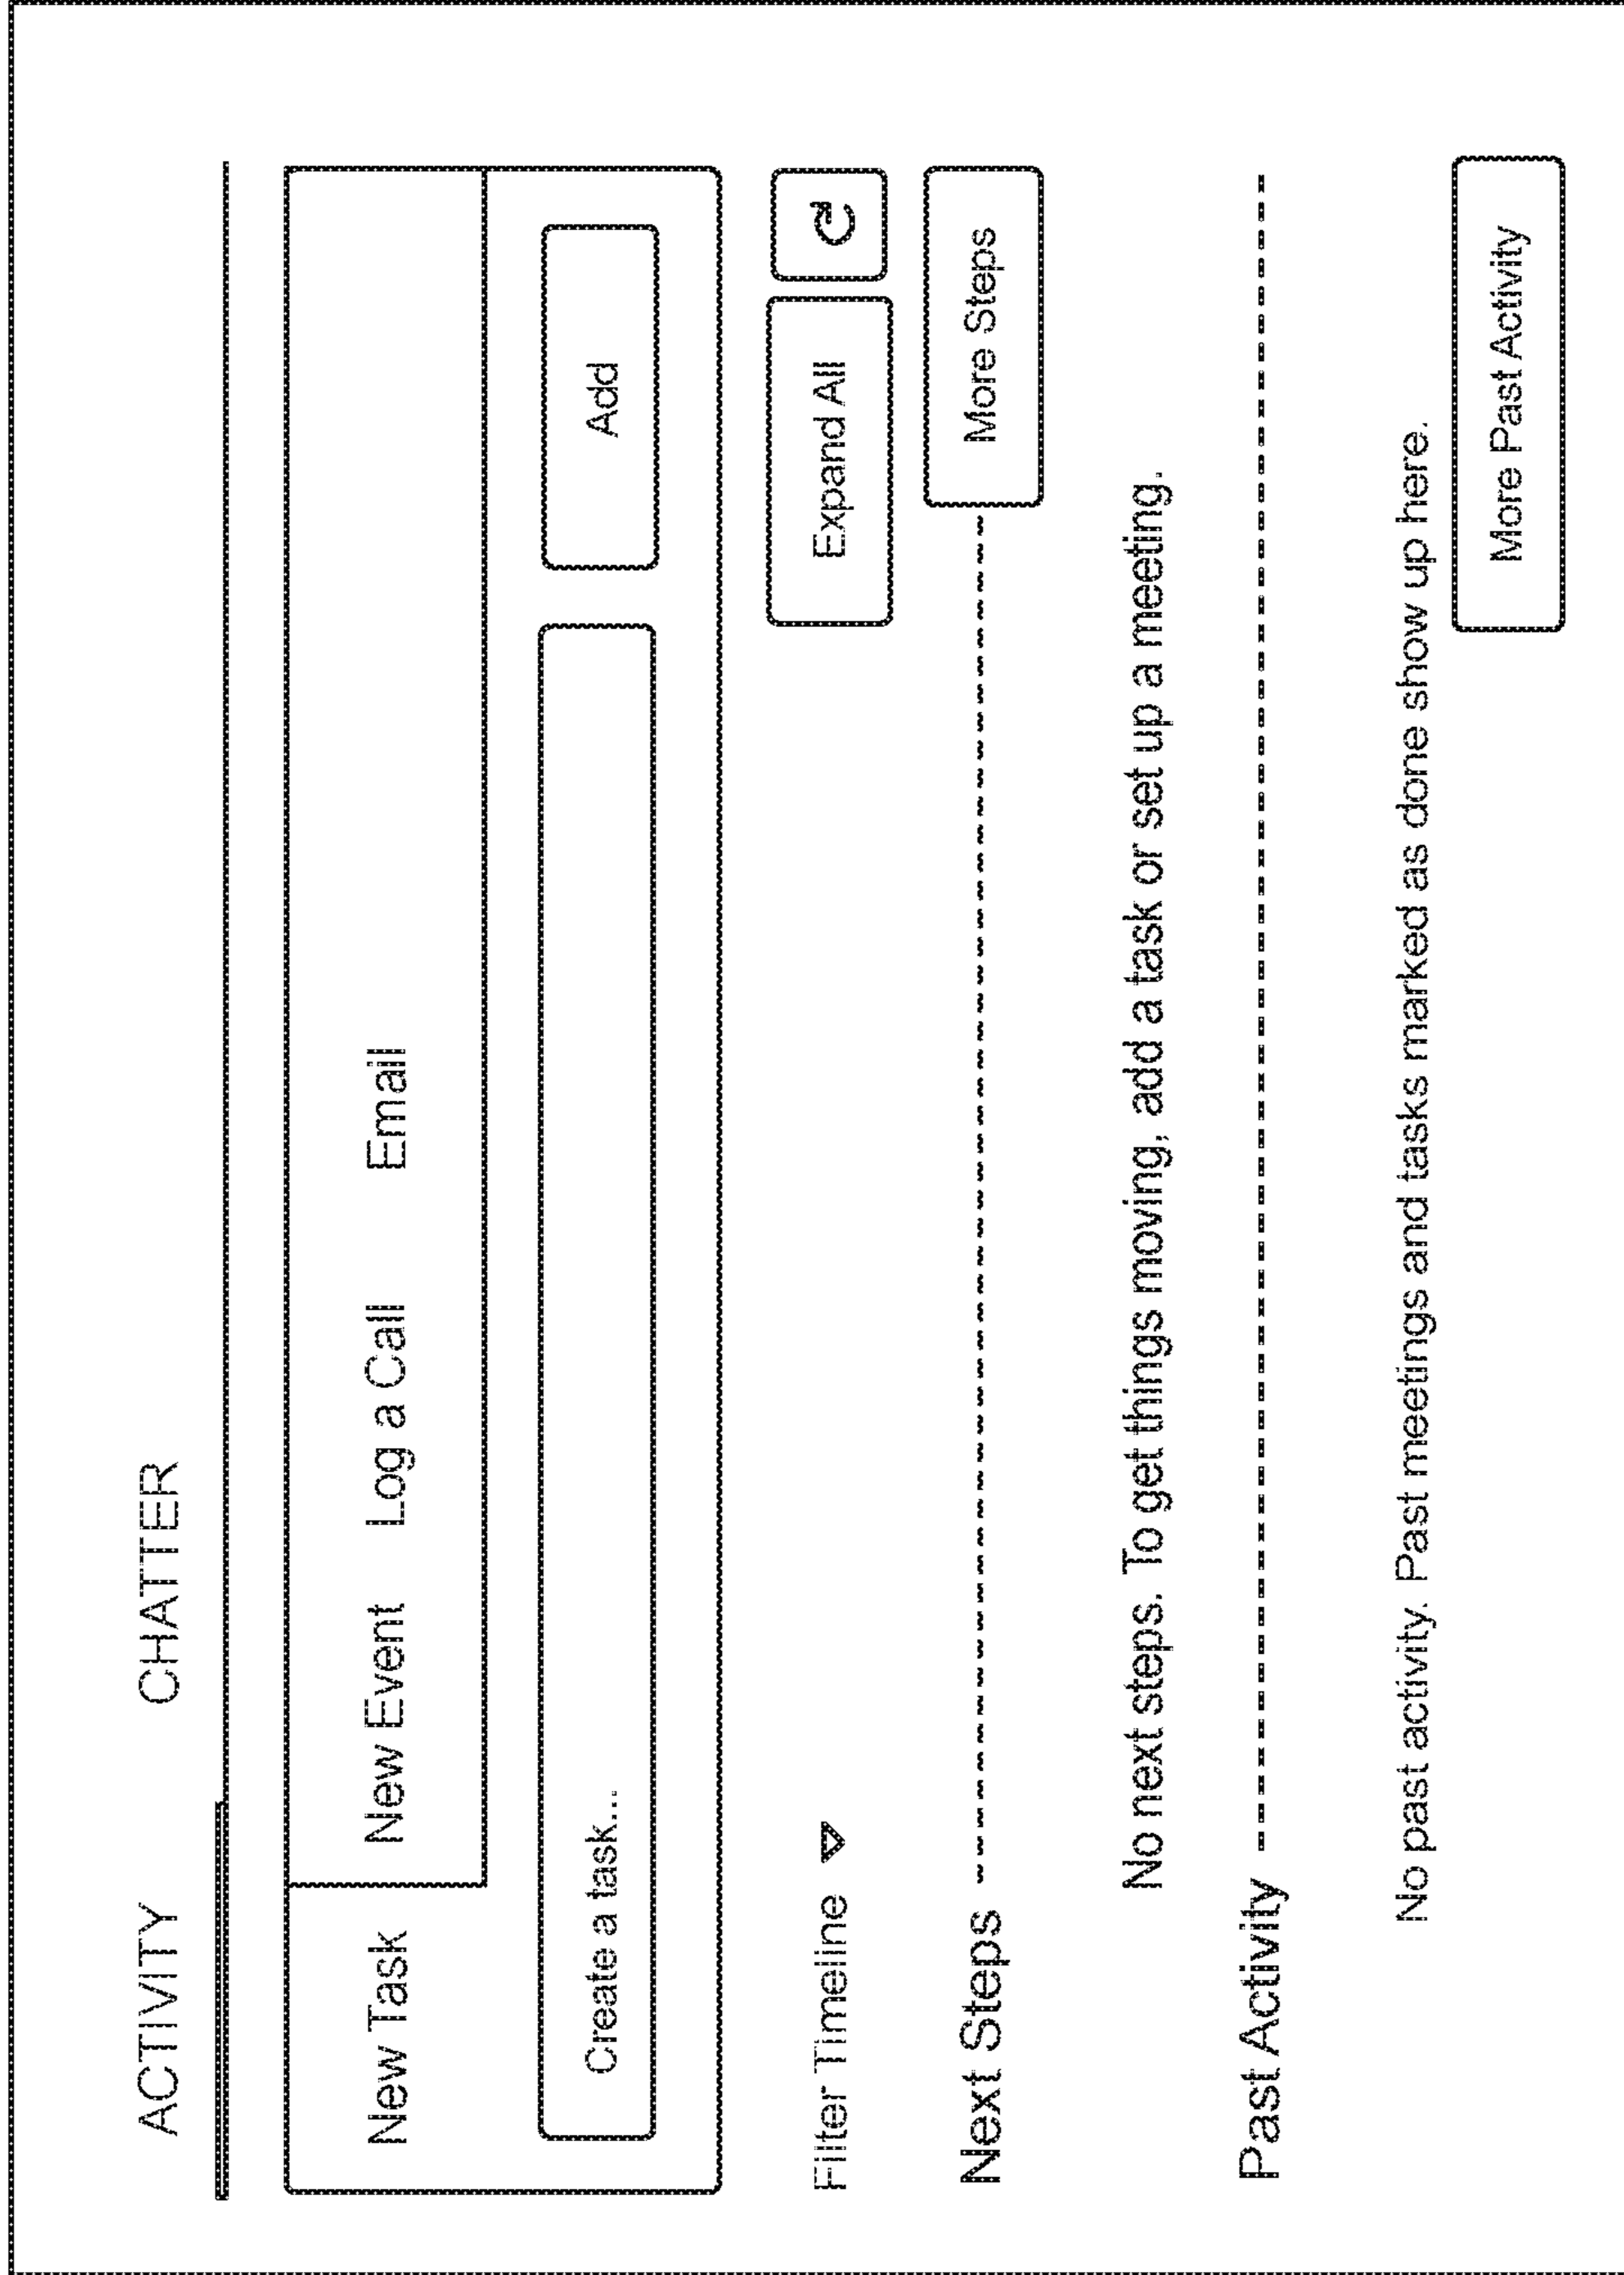 ACTIVITY CHATTER
New Task New Event Log a Call Email
Create a task... Add
Filter Timeline Expand All
Next Steps More Steps
No next steps. To get things moving, add a task or set up a meeting.
Past Activity
No past activity. Past meetings and tasks marked as done show up here.
More Past Activity